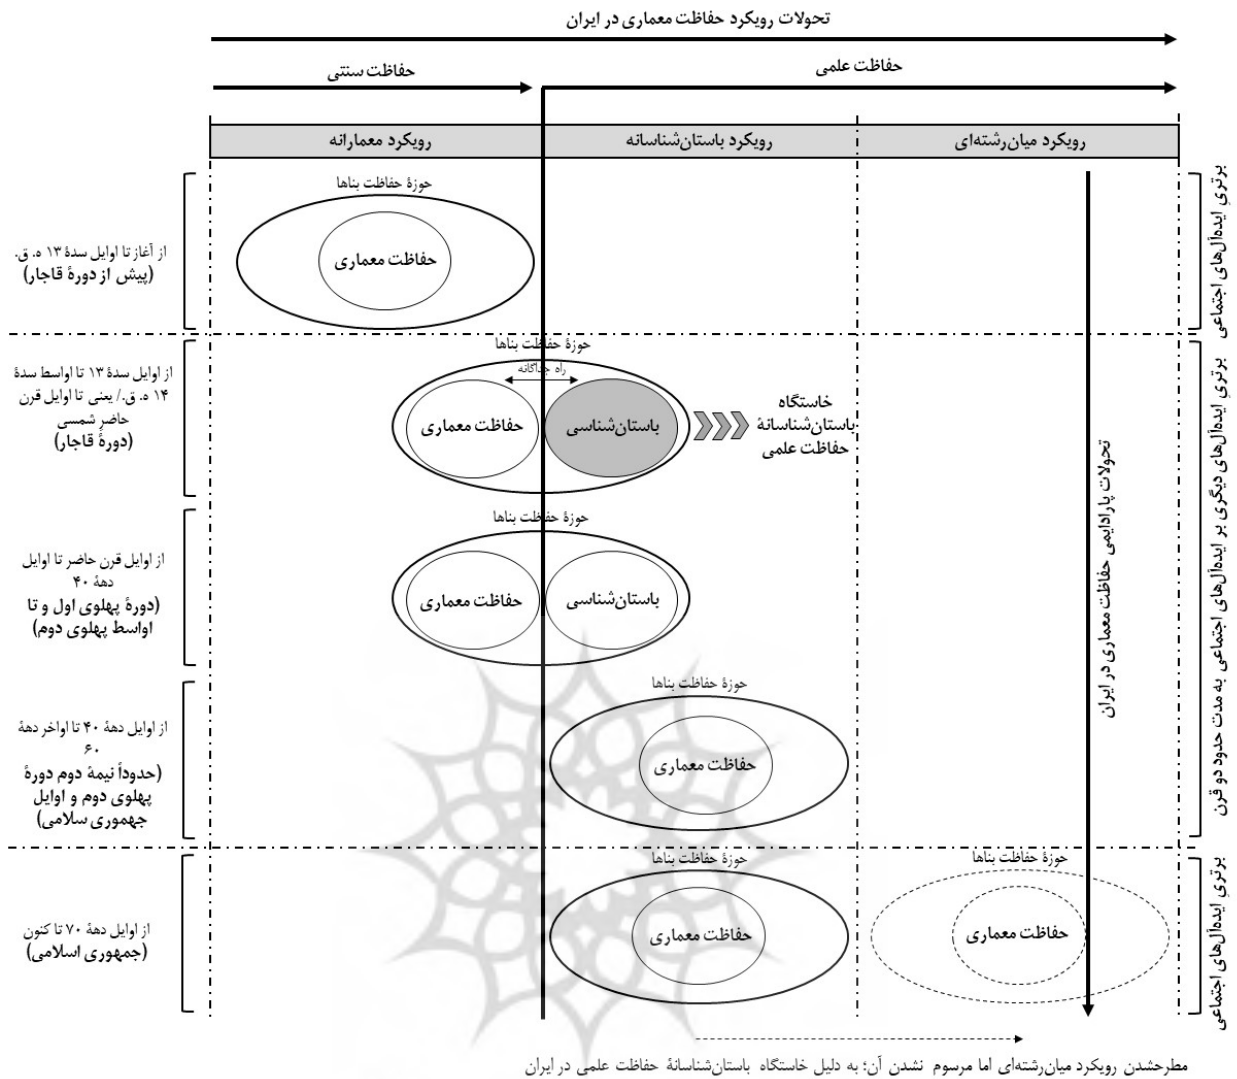 تحولات رویکرد حفاظت معماری در ایران
حفاظت سنتی
حفاظت علمی
رویکرد معمارانه
رویکرد باستان‌شناسانه
رویکرد میان‌رشته‌ای
برتریِ ایده‌آل‌های اجتماعی
حوزهٔ حفاظت بناها
حفاظت معماری
از آغاز تا اوایل سدهٔ ۱۳ ه. ق.
(پیش از دورهٔ قاجار)
برتریِ ایده‌آل‌های دیگری بر ایده‌آل‌های اجتماعی به مدت حدود دو قرن
تحولات پارادایمی حفاظت معماری در ایران
حوزهٔ حفاظت بناها
راه جداگانه
حفاظت معماری
باستان‌شناسی
خاستگاه
باستان‌شناسانهٔ
حفاظت علمی
از اوایل سدهٔ ۱۳ تا اواسط سدهٔ
۱۴ ه. ق./ یعنی تا اوایل قرن
حاضرِ شمسی
(دورهٔ قاجار)
حوزهٔ حفاظت بناها
حفاظت معماری
باستان‌شناسی
از اوایل قرن حاضر تا اوایل
دههٔ ۴۰
(دورهٔ پهلوی اول و تا
اواسط پهلوی دوم)
حوزهٔ حفاظت بناها
حفاظت معماری
از اوایل دههٔ ۴۰ تا اواخر دههٔ
۶۰
(حدوداً نیمهٔ دوم دورهٔ
پهلوی دوم و اوایل
جهموری سلامی)
برتریِ ایده‌آل‌های اجتماعی
حوزهٔ حفاظت بناها
حفاظت معماری
حوزهٔ حفاظت بناها
حفاظت معماری
از اوایل دههٔ ۷۰ تا کنون
(جمهوری اسلامی)
مطرح‌شدن رویکرد میان‌رشته‌ای اما مرسوم نشدن آن؛ به دلیل خاستگاه باستان‌شناسانهٔ حفاظت علمی در ایران